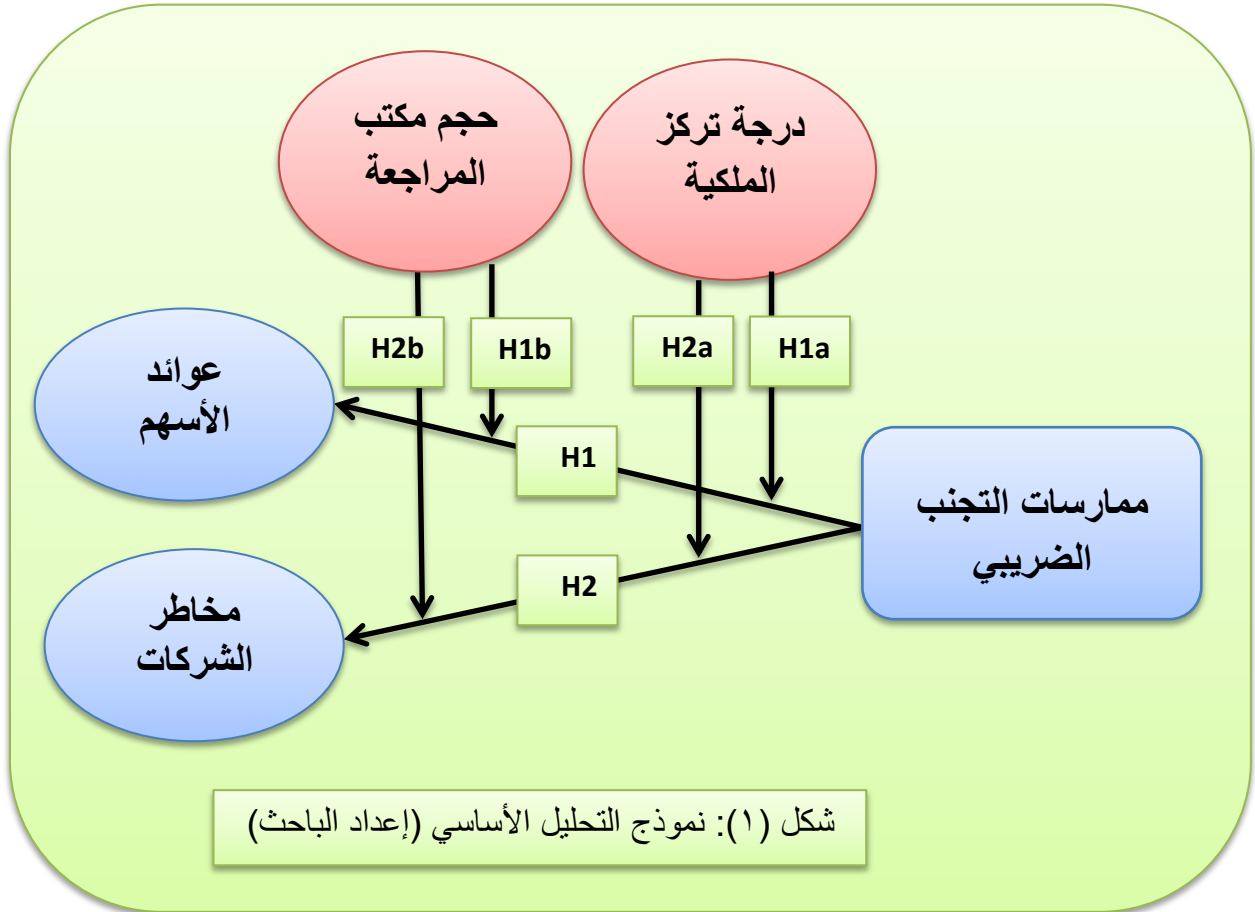 درجة تركز
الملكية
حجم مكتب
المراجعة
H1a
H2a
H1b
H2b
عوائد
الأسهم
H1
ممارسات التجنب
الضريبي
H2
مخاطر
الشركات
شكل (١): نموذج التحليل الأساسي (إعداد الباحث)